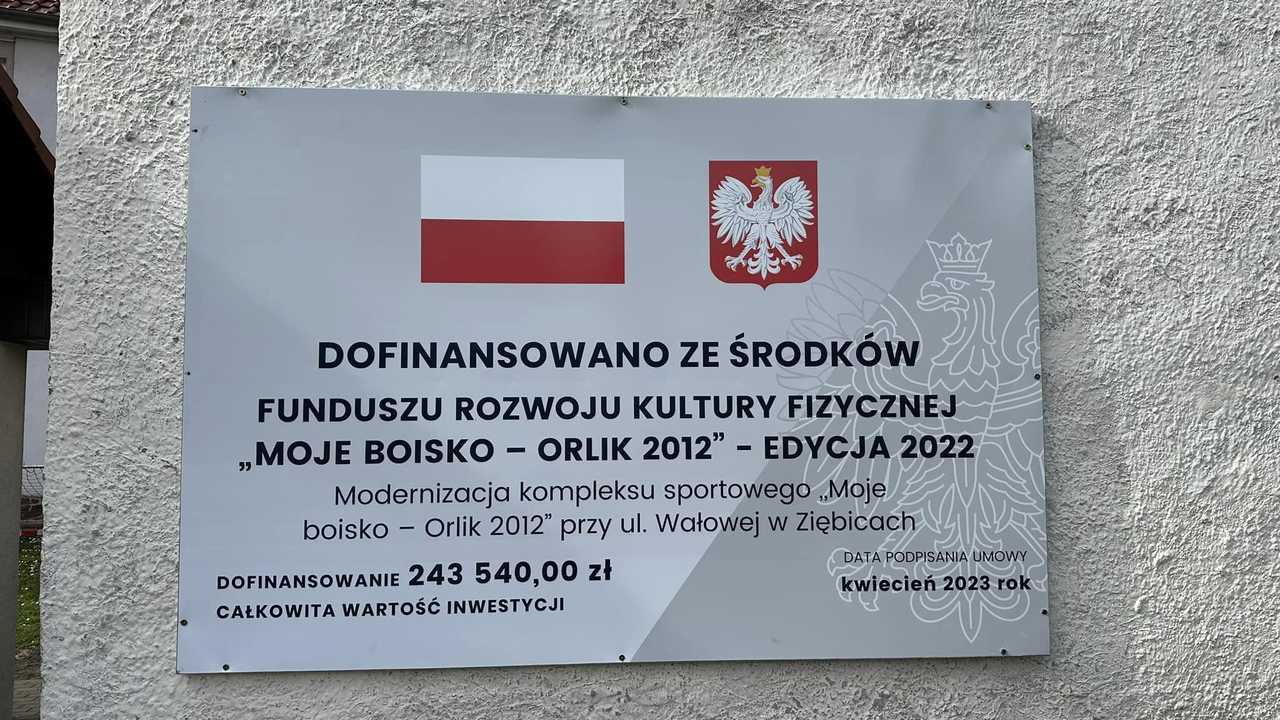 DOFINANSOWANO ZE ŚRODKÓW
FUNDUSZU ROZWOJU KULTURY FIZYCZNEJ
„MOJE BOISKO – ORLIK 2012” - EDYCJA 2022
Modernizacja kompleksu sportowego „Moje
boisko – Orlik 2012” przy ul. Wałowej w Ziębicach
DOFINANSOWANIE 243 540,00 zł
CAŁKOWITA WARTOŚĆ INWESTYCJI
DATA PODPISANIA UMOWY
kwiecień 2023 rok